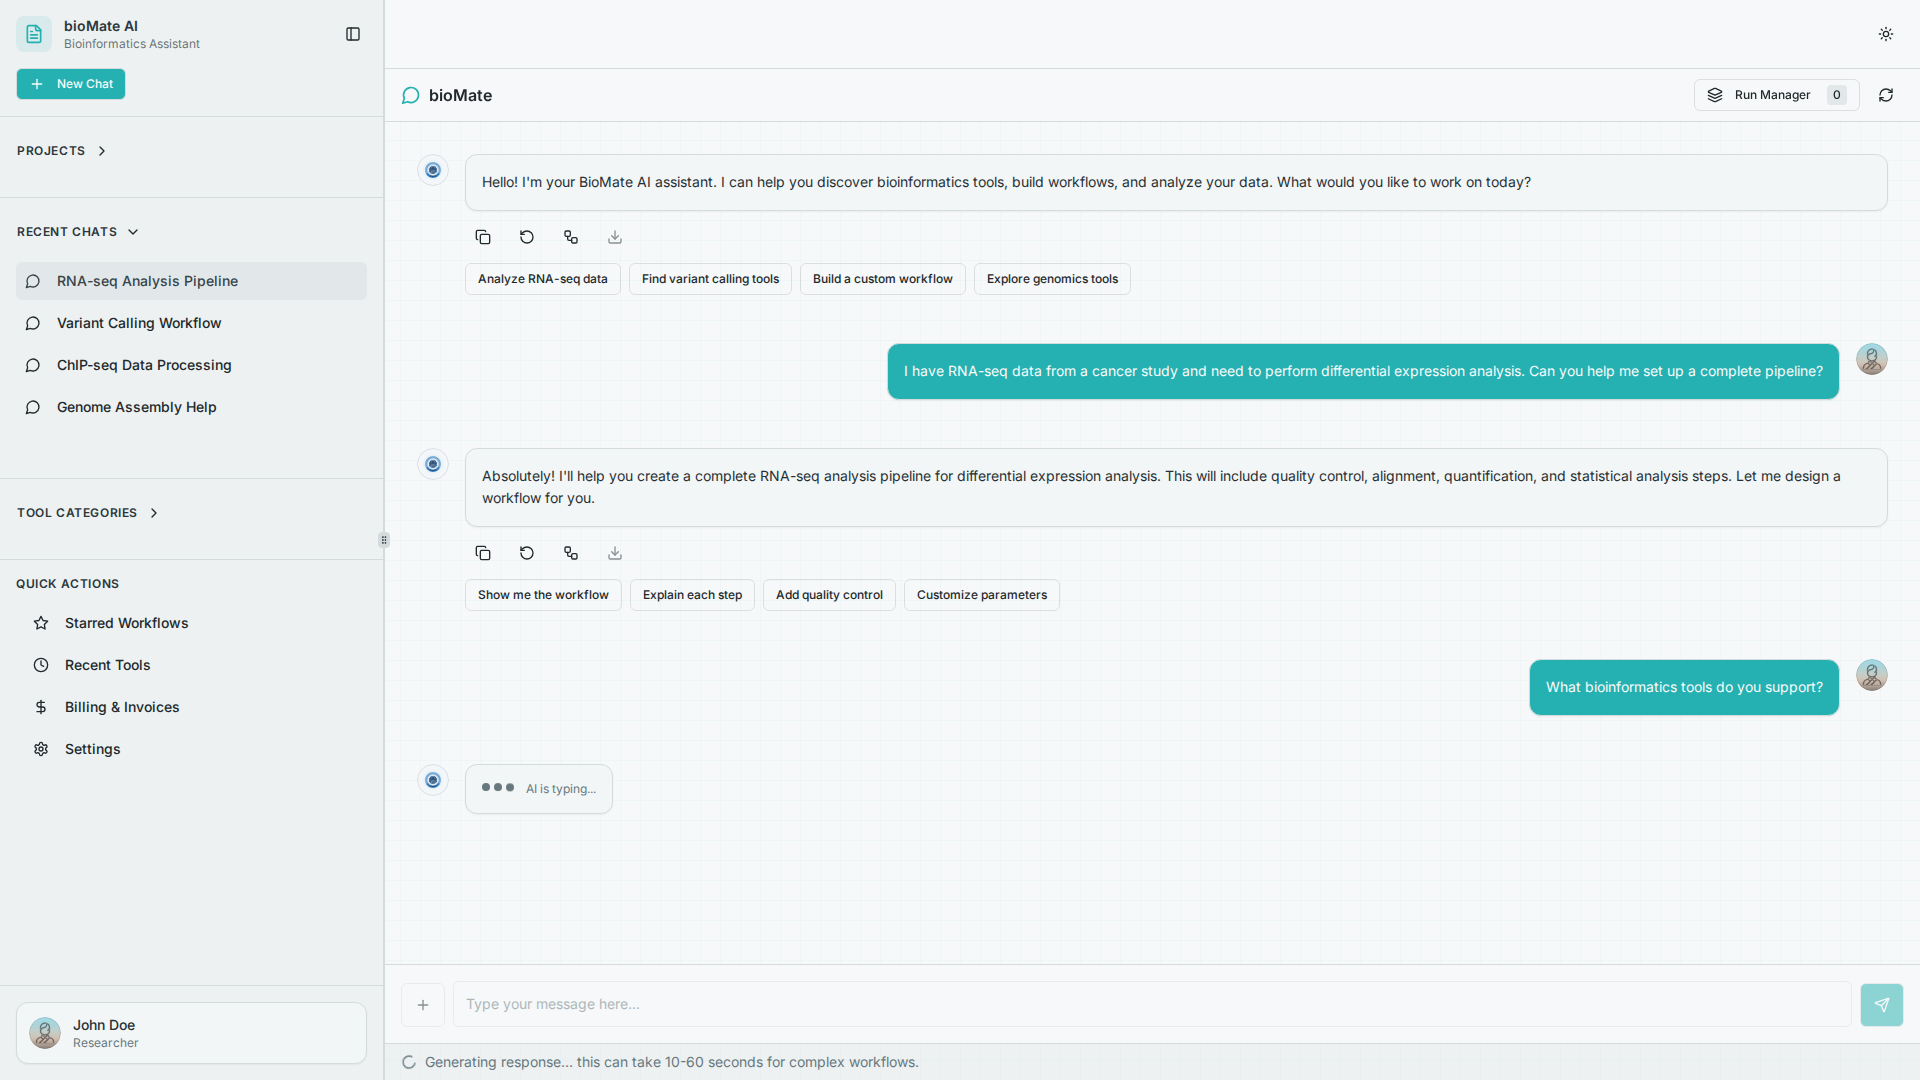 bioMate AI
Bioinformatics Assistant
New Chat
PROJECTS
RECENT CHATS
RNA-seq Analysis Pipeline
Variant Calling Workflow
ChIP-seq Data Processing
Genome Assembly Help
TOOL CATEGORIES
QUICK ACTIONS
Starred Workflows
Recent Tools
Billing & Invoices
Settings
John Doe
Researcher
bioMate
Run Manager 0
Hello! I'm your BioMate AI assistant. I can help you discover bioinformatics tools, build workflows, and analyze your data. What would you like to work on today?
Analyze RNA-seq data
Find variant calling tools
Build a custom workflow
Explore genomics tools
I have RNA-seq data from a cancer study and need to perform differential expression analysis. Can you help me set up a complete pipeline?
Absolutely! I'll help you create a complete RNA-seq analysis pipeline for differential expression analysis. This will include quality control, alignment, quantification, and statistical analysis steps. Let me design a
workflow for you.
Show me the workflow
Explain each step
Add quality control
Customize parameters
What bioinformatics tools do you support?
AI is typing...
Type your message here...
Generating response... this can take 10-60 seconds for complex workflows.